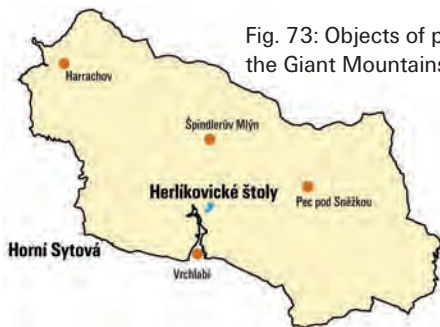 Fig. 73: Objects of p
the Giant Mountains
Harrachov
Špindlerův Mlýn
Herlíkovické štoly
Pec pod Sněžkou
Horní Sytová
Vrchlabí